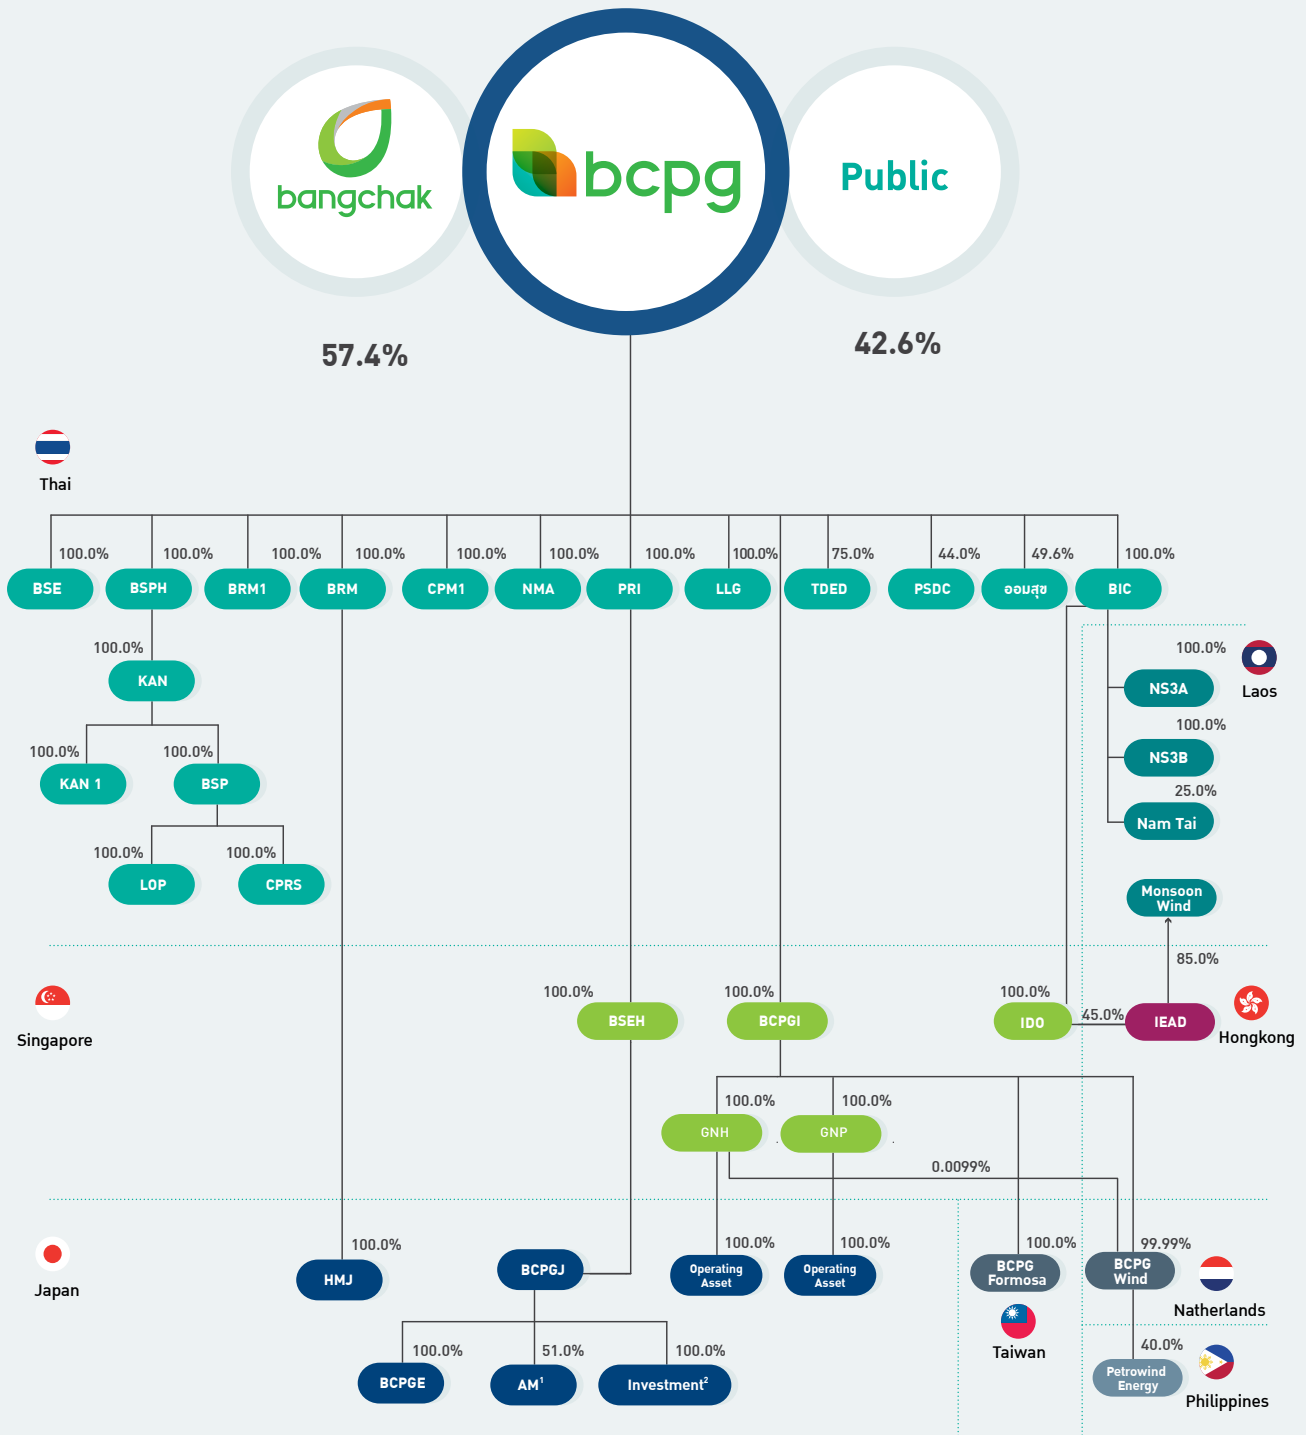 bangchak
bcpg
Public
57.4%
42.6%
Thai
100.0%
100.0%
100.0%
100.0%
100.0%
100.0%
100.0%
100.0%
75.0%
44.0%
49.6%
100.0%
BSE
BSPH
BRM1
BRM
CPM1
NMA
PRI
LLG
TDED
PSDC
ออมสุข
BIC
100.0%
KAN
100.0%
100.0%
KAN 1
BSP
100.0%
100.0%
LOP
CPRS
100.0%
NS3A
Laos
100.0%
NS3B
25.0%
Nam Tai
Monsoon
Wind
85.0%
Singapore
100.0%
BSEH
100.0%
BCPGI
100.0%
IDO
45.0%
IEAD
Hongkong
100.0%
GNH
100.0%
GNP
0.0099%
Japan
100.0%
HMJ
BCPGJ
100.0%
Operating
Asset
100.0%
Operating
Asset
100.0%
BCPG
Formosa
Taiwan
99.99%
BCPG
Wind
Natherlands
100.0%
BCPGE
51.0%
AM1
100.0%
Investment2
40.0%
Petrowind
Energy
Philippines